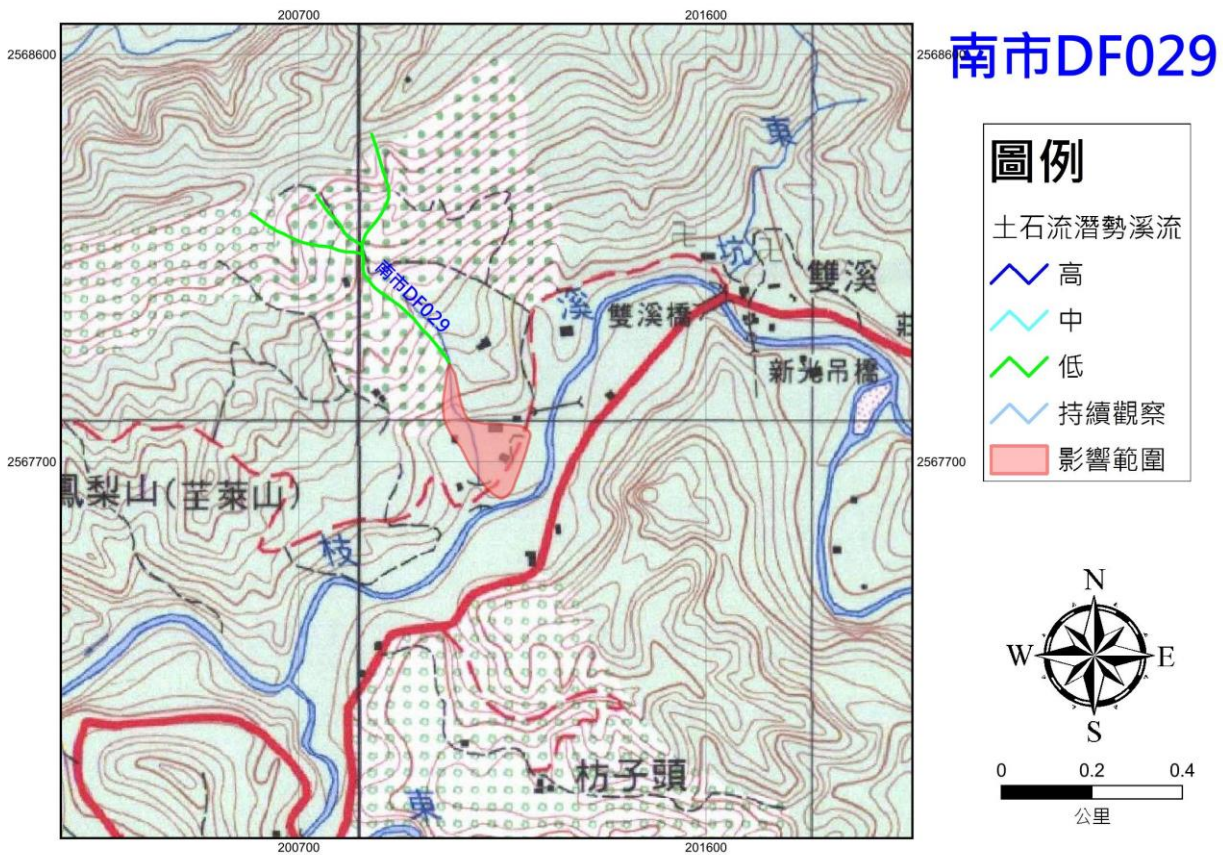 200700
201600
2568600
2568600
南市DF029
圖例
土石流潛勢溪流
高
中
低
持續觀察
影響範圍
東
坑
溪
雙溪
雙溪橋
新光吊橋
南市DF029
2567700
2567700
鳳梨山(䒤萊山)
枝
枋子頭
東
N
W
E
S
0
0.2
0.4
公里
200700
201600